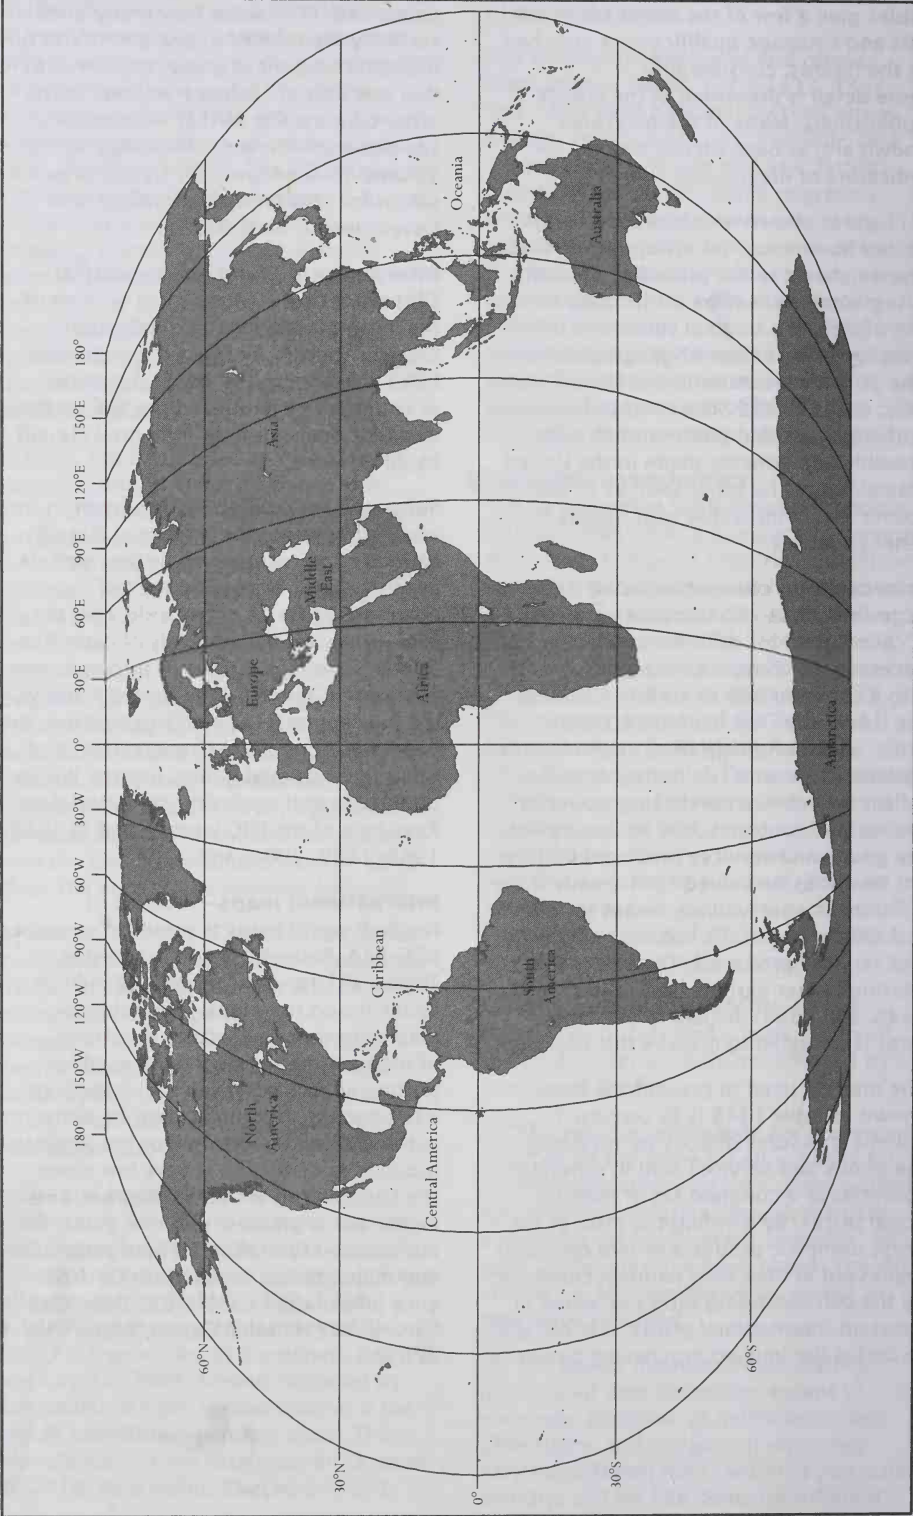 180°
150°W
120°W
90°W
60°W
30°W
0°
30°E
60°E
90°E
120°E
150°E
180°
60°N
30°N
0°
30°S
60°S
North
America
Central America
Caribbean
South
America
Europe
Africa
Middle
East
Asia
Oceania
Australia
Antarctica